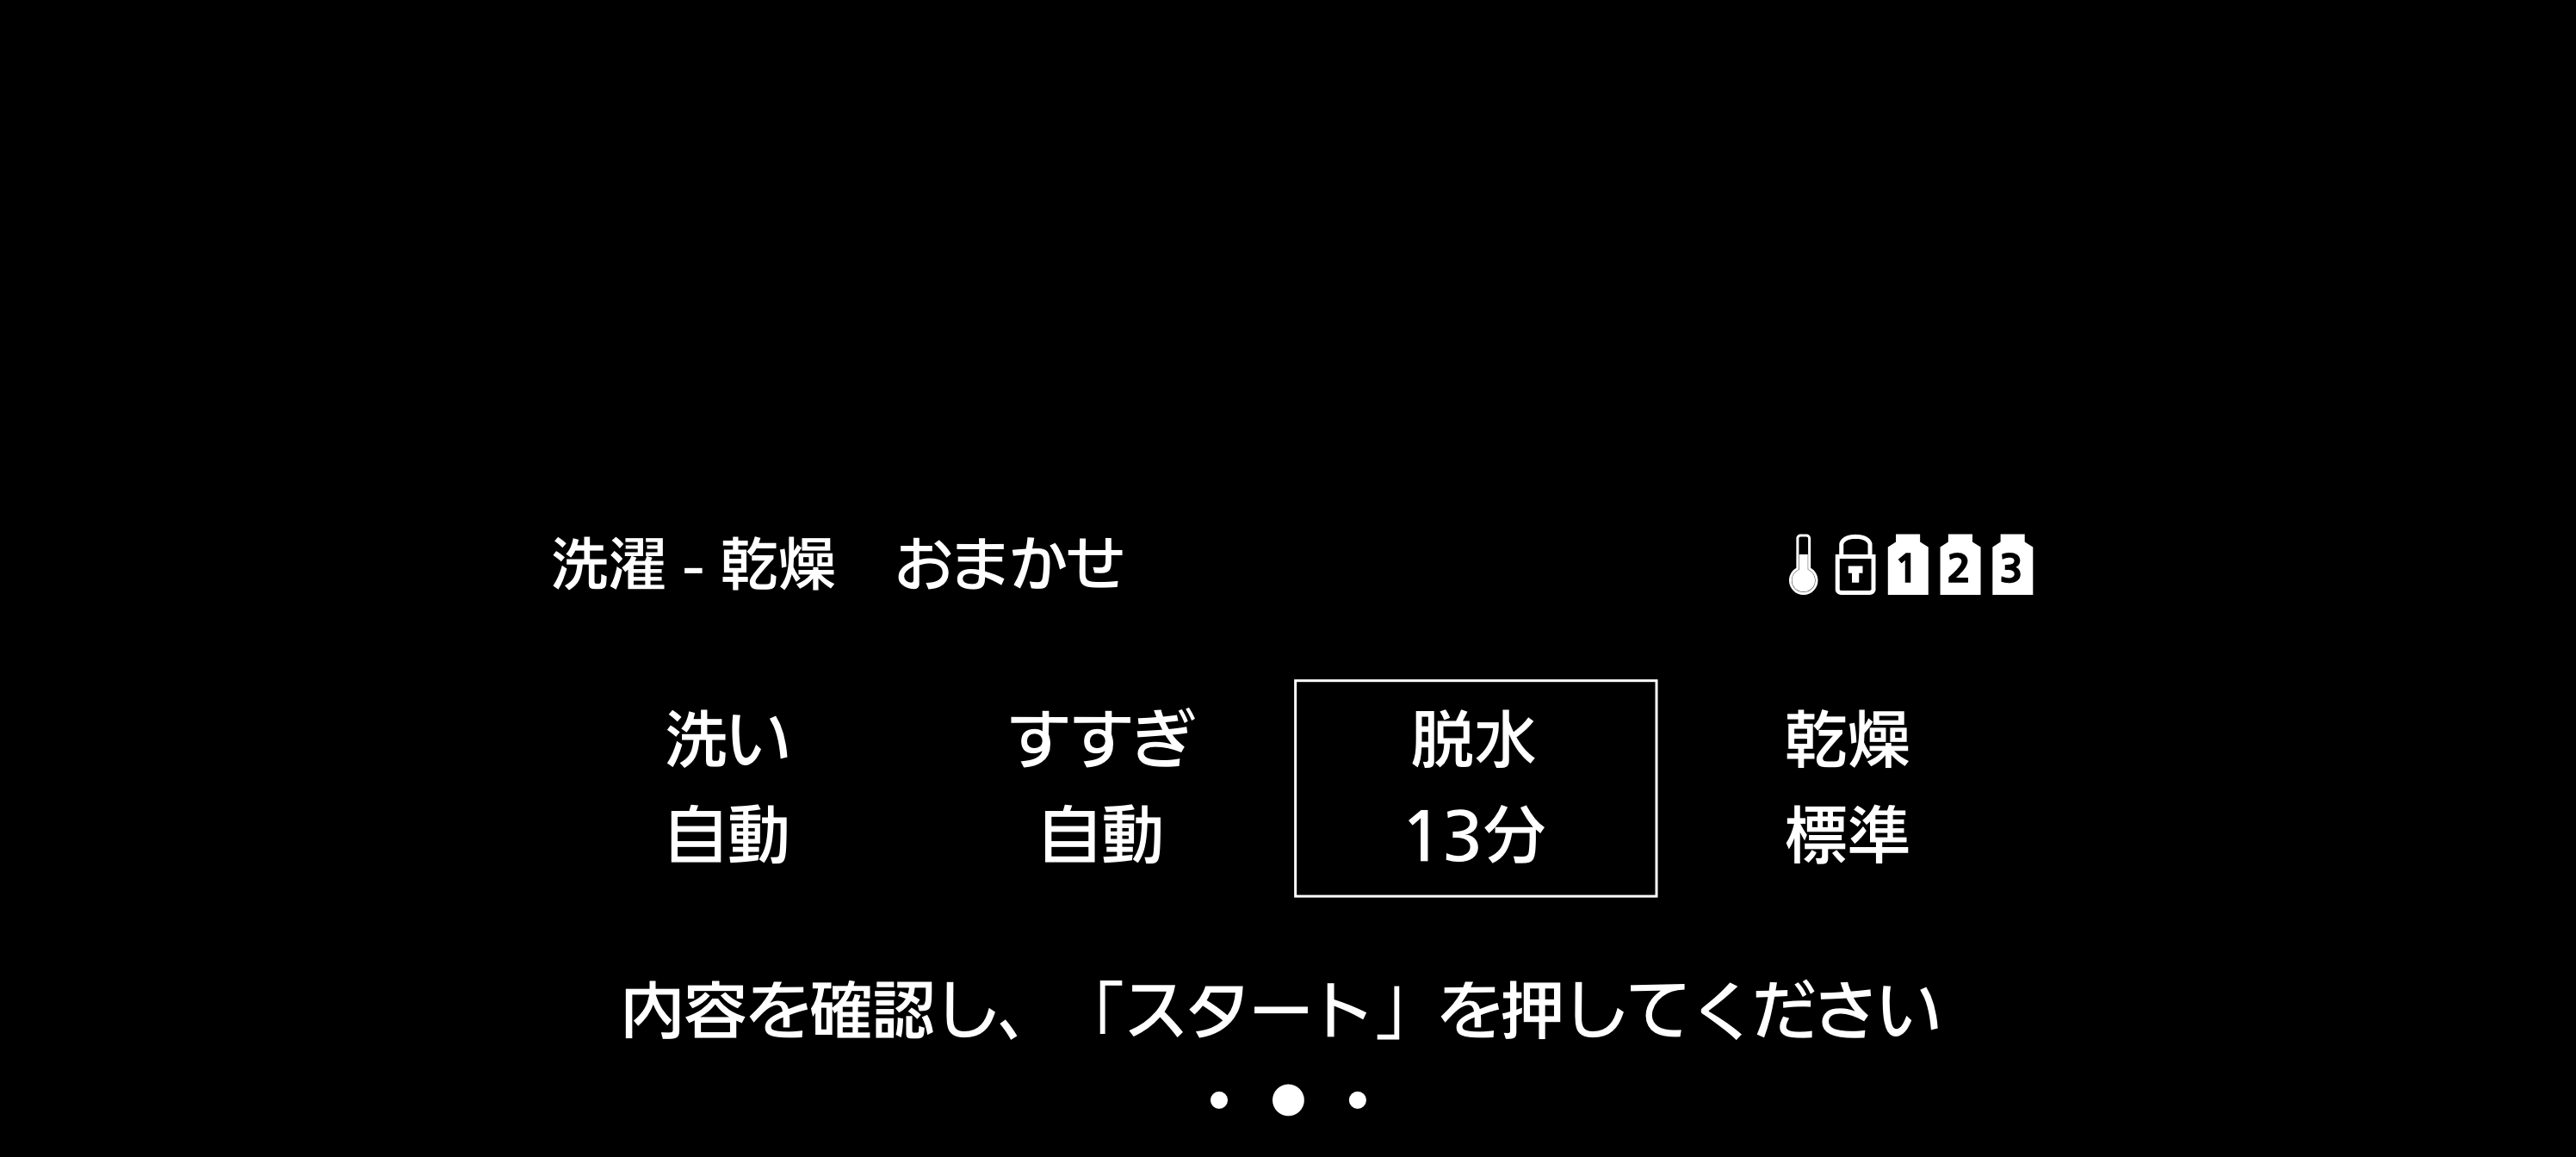 洗濯 - 乾燥　おまかせ 1 2 3
洗い すすぎ 脱水 乾燥
自動 自動 13分 標準
内容を確認し、「スタート」を押してください